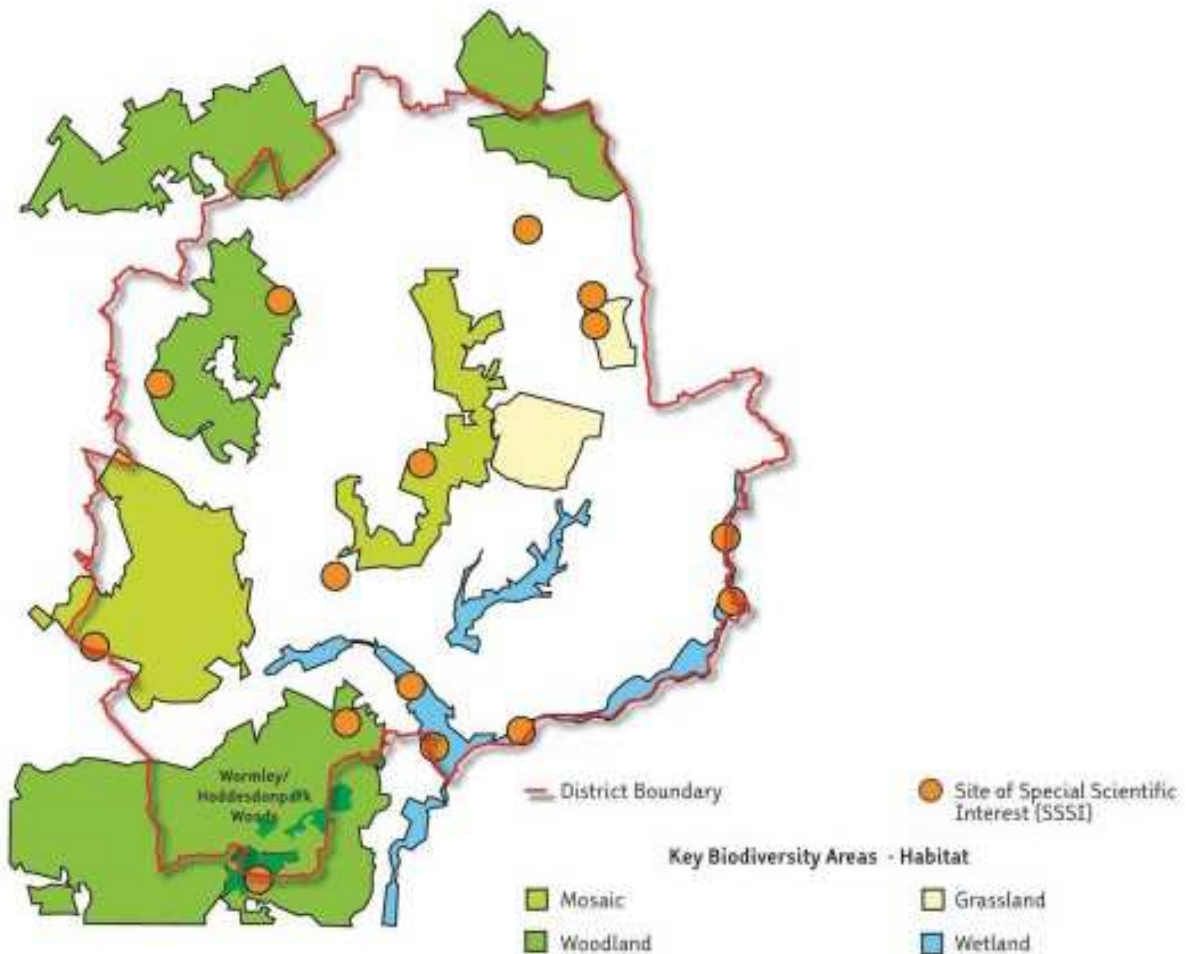 Wormley/
Hoddesdonpark
Woods
District Boundary
Site of Special Scientific
Interest (SSSI)
Key Biodiversity Areas - Habitat
Mosaic
Grassland
Woodland
Wetland